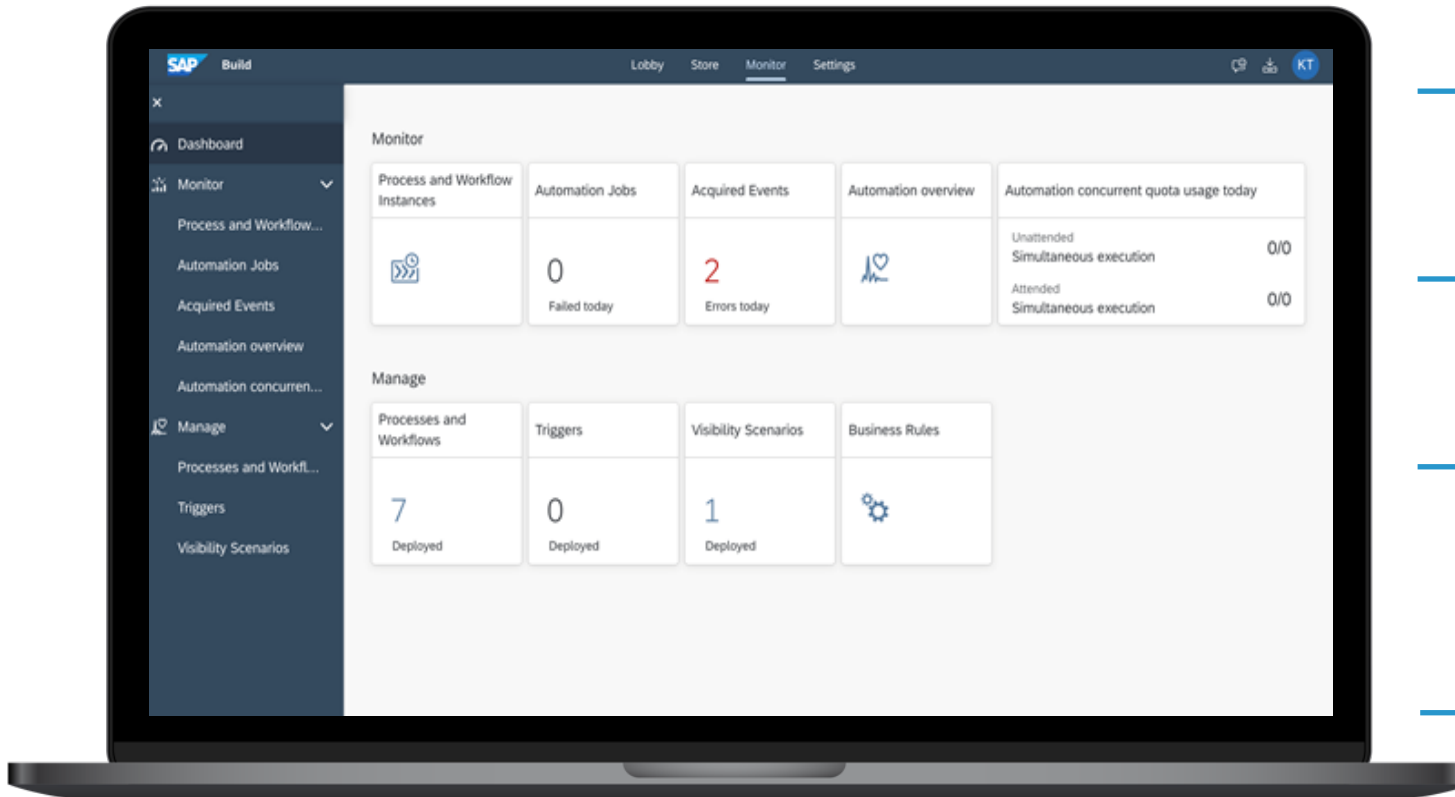 SAP Build
Lobby Store Monitor Settings
KT
×
Dashboard
Monitor
Process and Workflow...
Automation Jobs
Acquired Events
Automation overview
Automation concurren...
Manage
Processes and Workfl...
Triggers
Visibility Scenarios
Monitor
Process and Workflow
Instances
Automation Jobs
0
Failed today
Acquired Events
2
Errors today
Automation overview
Automation concurrent quota usage today
Unattended
Simultaneous execution
0/0
Attended
Simultaneous execution
0/0
Manage
Processes and
Workflows
7
Deployed
Triggers
0
Deployed
Visibility Scenarios
1
Deployed
Business Rules